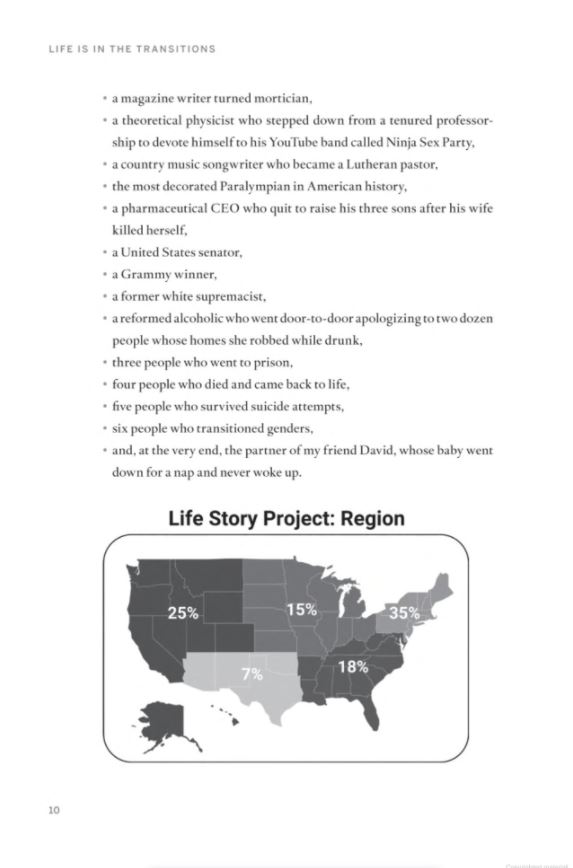 LIFE IS IN THE TRANSITIONS
• a magazine writer turned mortician,
• a theoretical physicist who stepped down from a tenured professor-
ship to devote himself to his YouTube band called Ninja Sex Party,
• a country music songwriter who became a Lutheran pastor,
• the most decorated Paralympian in American history,
• a pharmaceutical CEO who quit to raise his three sons after his wife
killed herself,
• a United States senator,
• a Grammy winner,
• a former white supremacist,
• a reformed alcoholic who went door-to-door apologizing to two dozen
people whose homes she robbed while drunk,
• three people who went to prison,
• four people who died and came back to life,
• five people who survived suicide attempts,
• six people who transitioned genders,
• and, at the very end, the partner of my friend David, whose baby went
down for a nap and never woke up.
Life Story Project: Region
25%
15%
35%
7%
18%
10